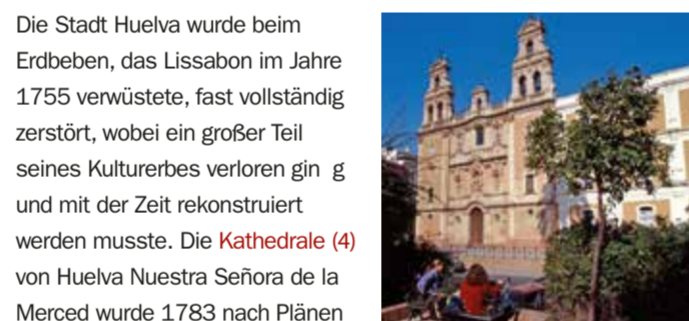 Die Stadt Huelva wurde beim
Erdbeben, das Lissabon im Jahre
1755 verwüstete, fast vollständig
zerstört, wobei ein großer Teil
seines Kulturerbes verloren gin g
und mit der Zeit rekonstruiert
werden musste. Die Kathedrale (4)
von Huelva Nuestra Señora de la
Merced wurde 1783 nach Plänen